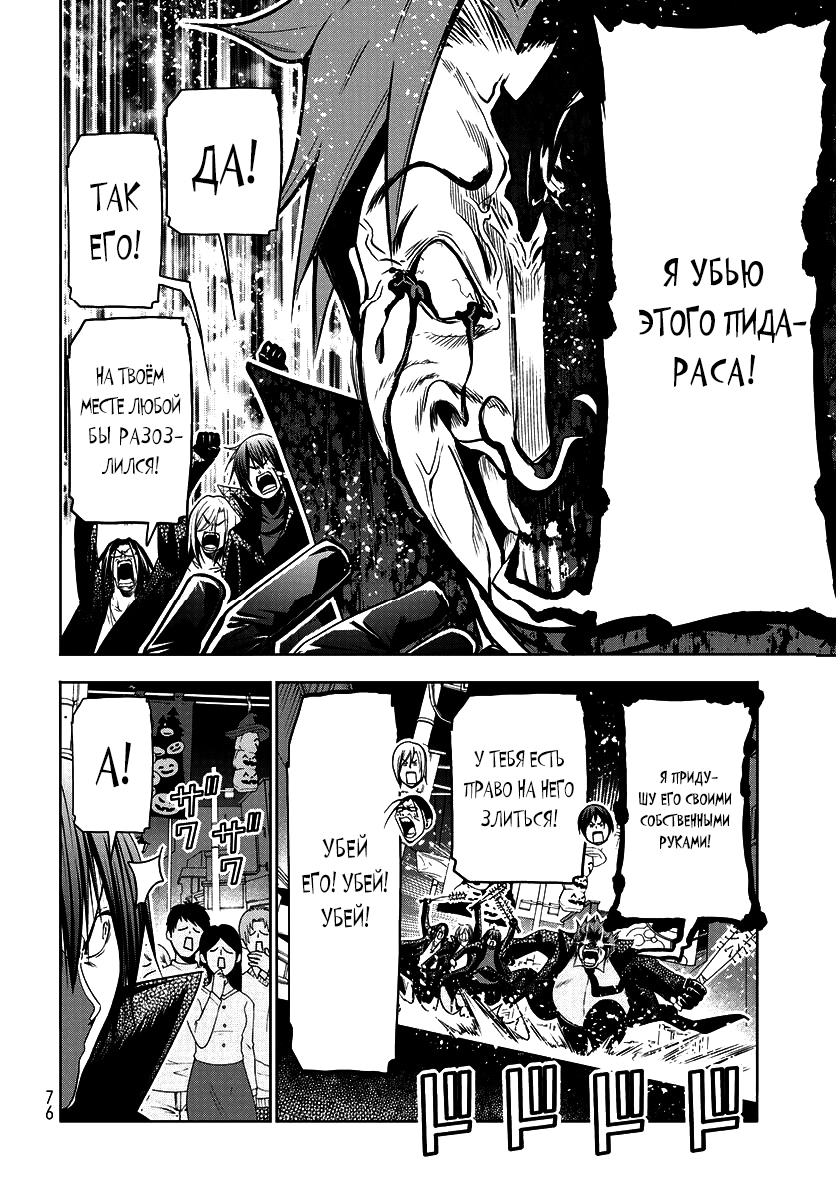 Я УБЬЮ
ЭТОГО ПИДА-
РАСА!
ДА!
ТАК
ЕГО!
НА ТВОЁМ
МЕСТЕ ЛЮБОЙ
БЫ РАЗОЗ-
ЛИЛСЯ!
Я ПРИДУ-
ШУ ЕГО СВОИМИ
СОБСТВЕННЫМИ
РУКАМИ!
У ТЕБЯ ЕСТЬ
ПРАВО НА НЕГО
ЗЛИТЬСЯ!
УБЕЙ
ЕГО! УБЕЙ!
УБЕЙ!
ドドドド
А!
ザワ
ザワ
76